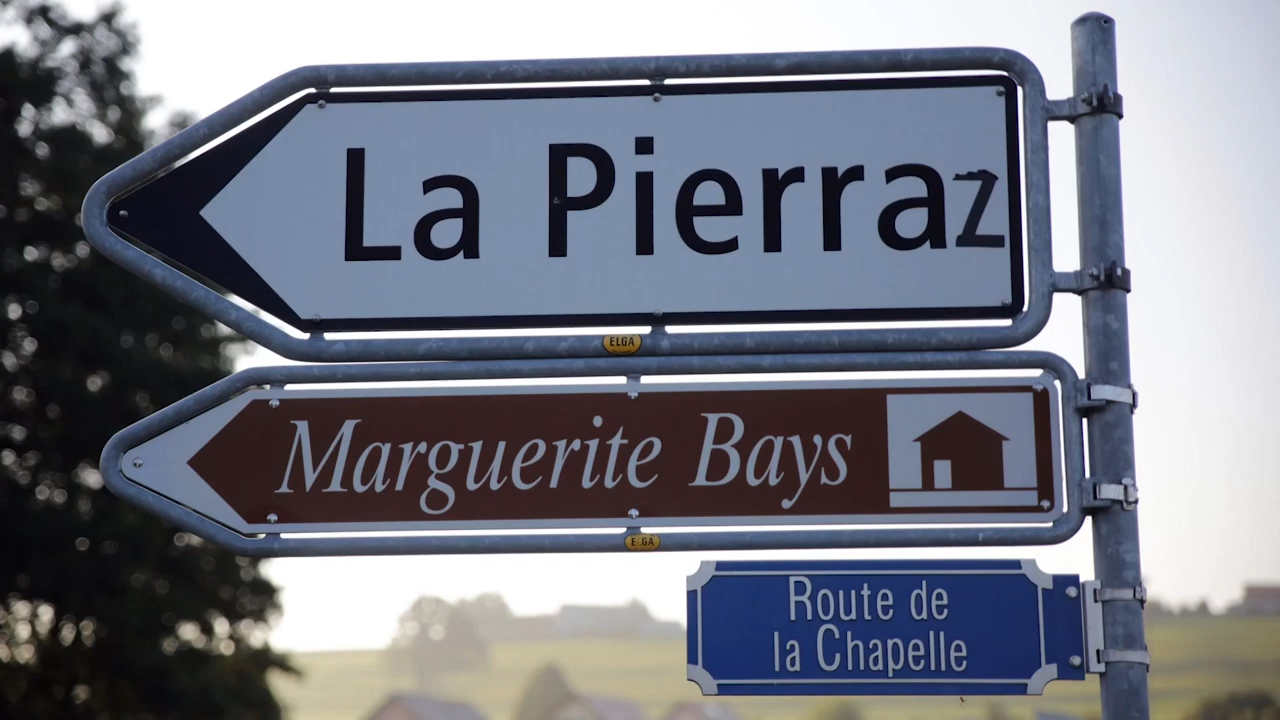 La Pierraz
ELGA
Marguerite Bays
ELGA
Route de
la Chapelle